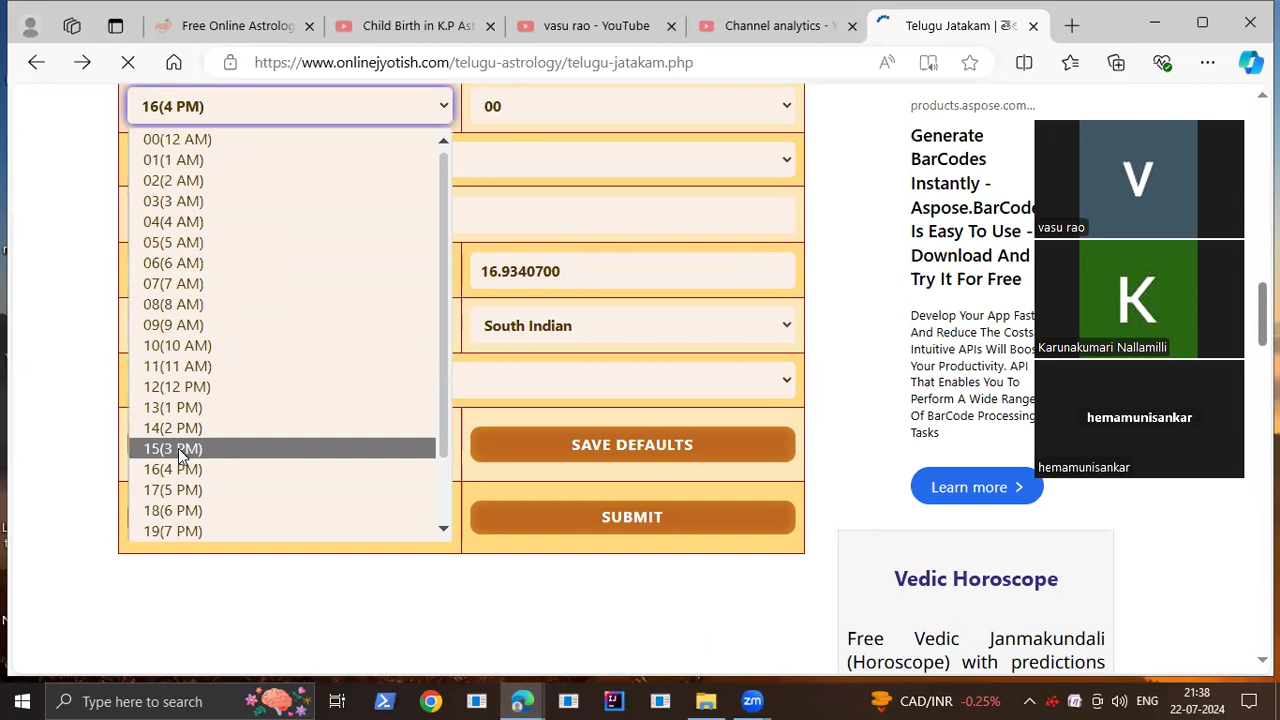 Free Online Astrolog
Child Birth in K.P Ast
vasu rao - YouTube
Channel analytics - Y
Telugu Jatakam |
https://www.onlinejyotish.com/telugu-astrology/telugu-jatakam.php
16(4 PM)
00
00(12 AM)
01(1 AM)
02(2 AM)
03(3 AM)
04(4 AM)
05(5 AM)
06(6 AM)
07(7 AM)
08(8 AM)
09(9 AM)
10(10 AM)
11(11 AM)
12(12 PM)
13(1 PM)
14(2 PM)
15(3 PM)
16(4 PM)
17(5 PM)
18(6 PM)
19(7 PM)
16.9340700
South Indian
SAVE DEFAULTS
SUBMIT
products.aspose.com...
Generate
BarCodes
Instantly -
Aspose.BarCode
Is Easy To Use -
Download And
Try It For Free
Develop Your App Fast
And Reduce The Costs
Intuitive APIs Will Boos
Your Productivity. API
That Enables You To
Perform A Wide Range
Of BarCode Processing
Tasks
Learn more
Vedic Horoscope
Free Vedic Janmakundali
(Horoscope) with predictions
V
vasu rao
K
Karunakumari Nallamilli
hemamunisankar
hemamunisankar
Type here to search
CAD/INR -0.25%
ENG
21:38
22-07-2024